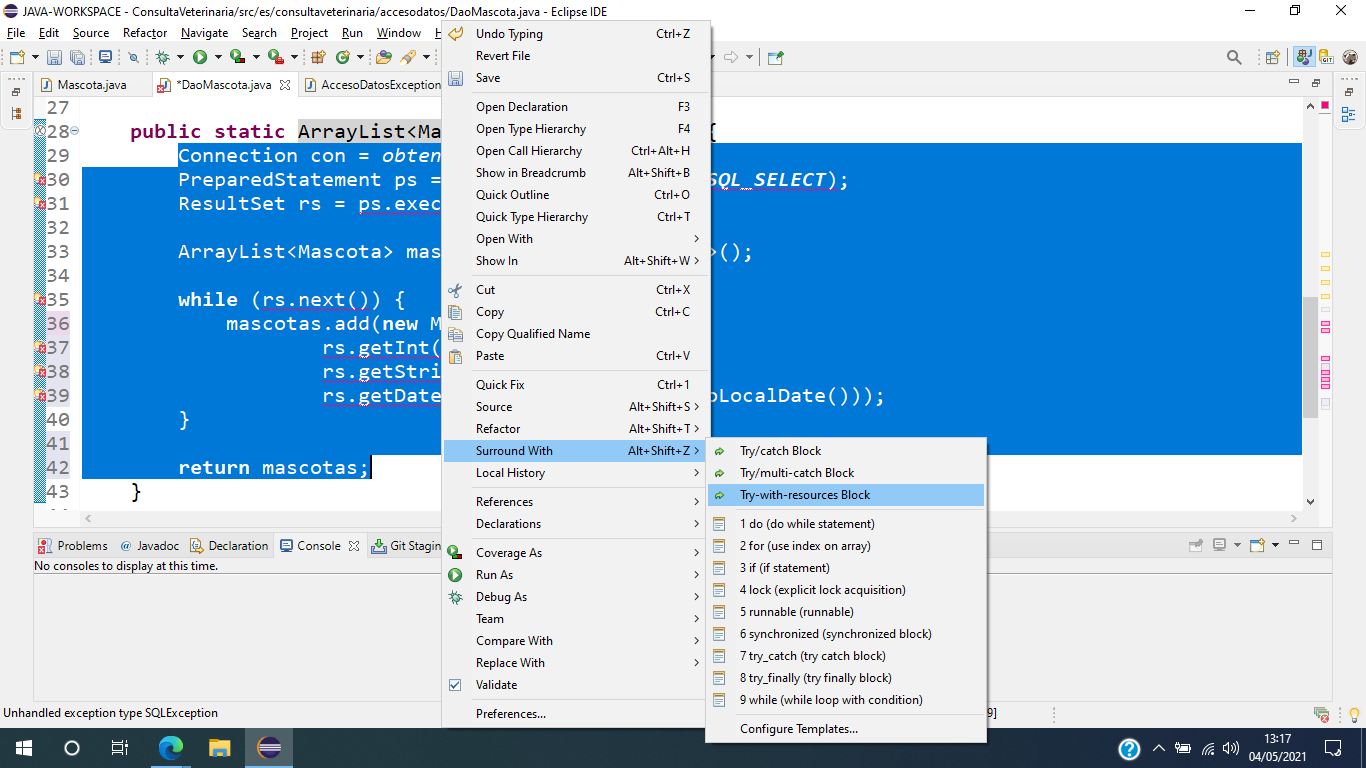 JAVA-WORKSPACE - ConsultaVeterinaria/src/es/consultaveterinaria/accesodatos/DaoMascota.java - Eclipse IDE
File Edit Source Refactor Navigate Search Project Run Window H
Mascota.java *DaoMascota.java AccesoDatosException
27
28 public static ArrayList<Ma {
29 Connection con = obten
30 PreparedStatement ps = SQL_SELECT);
31 ResultSet rs = ps.exec
32
33 ArrayList<Mascota> mas >();
34
35 while (rs.next()) {
36 mascotas.add(new M
37 rs.getInt(
38 rs.getStri
39 rs.getDate oLocalDate()));
40 }
41
42 return mascotas;
43 }
Undo Typing Ctrl+Z
Revert File
Save Ctrl+S
Open Declaration F3
Open Type Hierarchy F4
Open Call Hierarchy Ctrl+Alt+H
Show in Breadcrumb Alt+Shift+B
Quick Outline Ctrl+O
Quick Type Hierarchy Ctrl+T
Open With
Show In Alt+Shift+W
Cut Ctrl+X
Copy Ctrl+C
Copy Qualified Name
Paste Ctrl+V
Quick Fix Ctrl+1
Source Alt+Shift+S
Refactor Alt+Shift+T
Surround With Alt+Shift+Z
Local History
References
Declarations
Coverage As
Run As
Debug As
Team
Compare With
Replace With
Validate
Preferences...
Try/catch Block
Try/multi-catch Block
Try-with-resources Block
1 do (do while statement)
2 for (use index on array)
3 if (if statement)
4 lock (explicit lock acquisition)
5 runnable (runnable)
6 synchronized (synchronized block)
7 try_catch (try catch block)
8 try_finally (try finally block)
9 while (while loop with condition)
Configure Templates...
Problems @ Javadoc Declaration Console Git Stagin
No consoles to display at this time.
Unhandled exception type SQLException 9]
13:17
04/05/2021